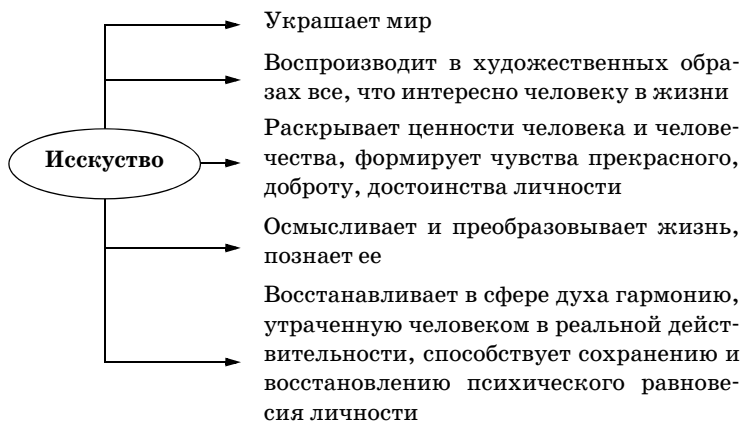 Украшает мир
Воспроизводит в художественных обра-
зах все, что интересно человеку в жизни
Исскуство
Раскрывает ценности человека и челове-
чества, формирует чувства прекрасного,
доброту, достоинства личности
Осмысливает и преобразовывает жизнь,
познает ее
Восстанавливает в сфере духа гармонию,
утраченную человеком в реальной дейст-
вительности, способствует сохранению и
восстановлению психического равнове-
сия личности